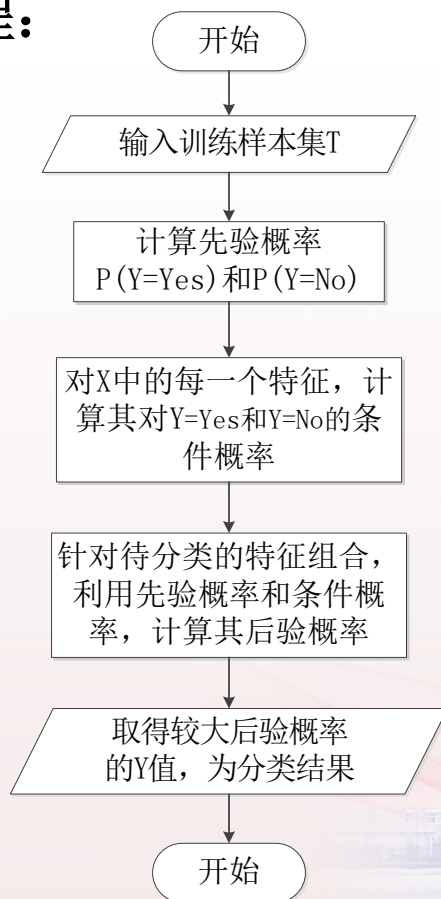 程:
开始
输入训练样本集T
计算先验概率
P(Y=Yes)和P(Y=No)
对X中的每一个特征，计
算其对Y=Yes和Y=No的条
件概率
针对待分类的特征组合，
利用先验概率和条件概
率，计算其后验概率
取得较大后验概率
的Y值，为分类结果
开始